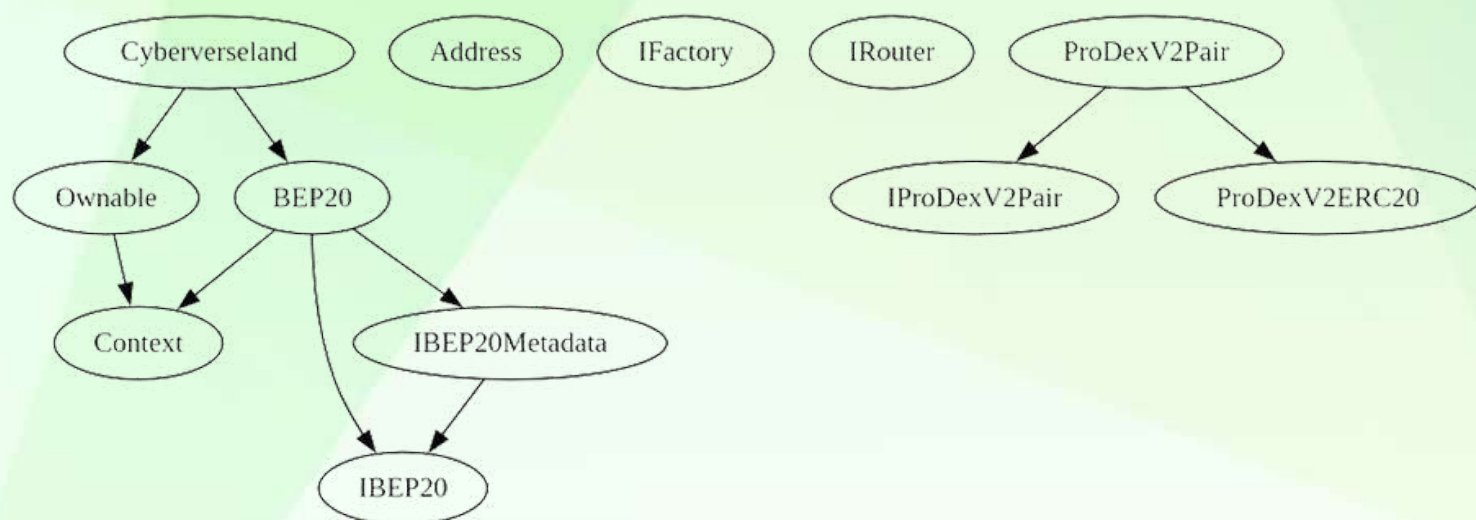 Cyberverseland Address IFactory IRouter ProDexV2Pair
Ownable BEP20 IProDexV2Pair ProDexV2ERC20
Context IBEP20Metadata
IBEP20